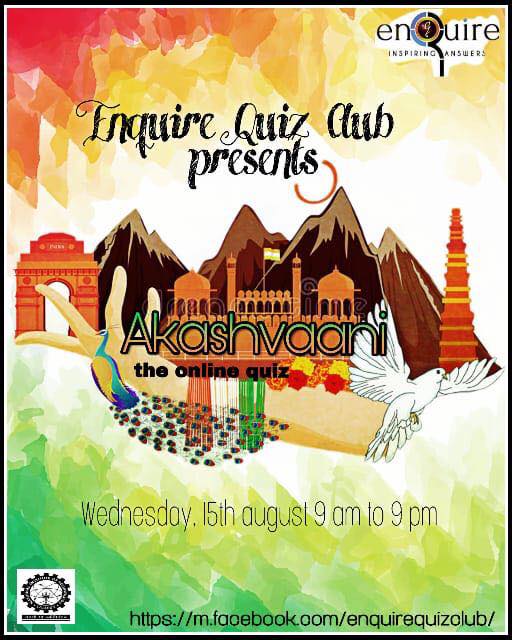 enQuire
INSPIRING ANSWERS
Enquire Quiz Club
presents
INDIA
Akashvaani
the online quiz
Wednesday, 15th august 9 am to 9 pm
https://m.facebook.com/enquirequizclub/